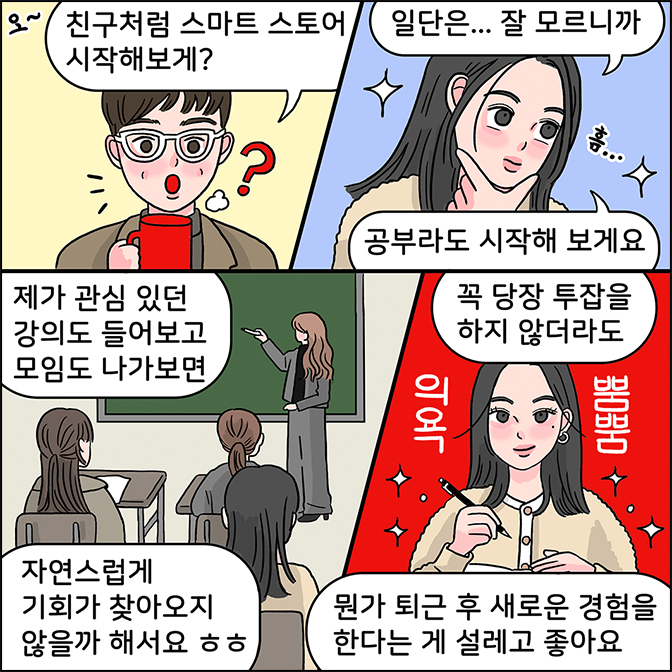 오~
친구처럼 스마트 스토어
시작해보게?
일단은... 잘 모르니까
흠...
공부라도 시작해 보게요
제가 관심 있던
강의도 들어보고
모임도 나가보면
자연스럽게
기회가 찾아오지
않을까 해서요 ㅎㅎ
꼭 당장 투잡을
하지 않더라도
의욕
뿜뿜
뭔가 퇴근 후 새로운 경험을
한다는 게 설레고 좋아요